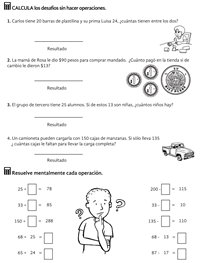 CALCULA los desafíos sin hacer operaciones.
1. Carlos tiene 20 barras de plastilina y su prima Luisa 24, ¿cuántas tienen entre los dos?
Resultado
2. La mamá de Rosa le dio $90 pesos para comprar mandado. ¿Cuánto pagó en la tienda si de
cambio le dieron $13?
Resultado
3. El grupo de tercero tiene 25 alumnos. Si de estos 13 son niñas, ¿cuántos niños hay?
Resultado
4. Un camioneta pueden cargarla con 150 cajas de manzanas. Si sólo lleva 135
¿ cuántas cajas le faltan para llevar la carga completa?
Resultado
Resuelve mentalmente cada operación.
25 + = 78 200 - = 115
33 + = 85 33 - = 10
150 + = 288 135 - = 110
68 + 25 = 68 - 13 =
65 + 24 = 87 - 17 =